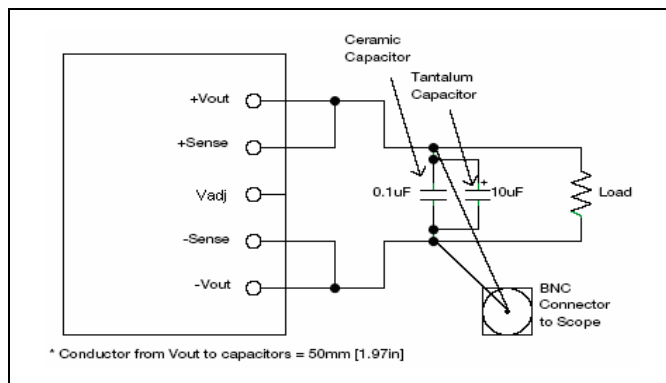 Ceramic
Capacitor
Tantalum
Capacitor
+Vout
+Sense
Vadj
-Sense
-Vout
0.1uF
+
10uF
Load
BNC
Connector
to Scope
* Conductor from Vout to capacitors = 50mm [1.97in]